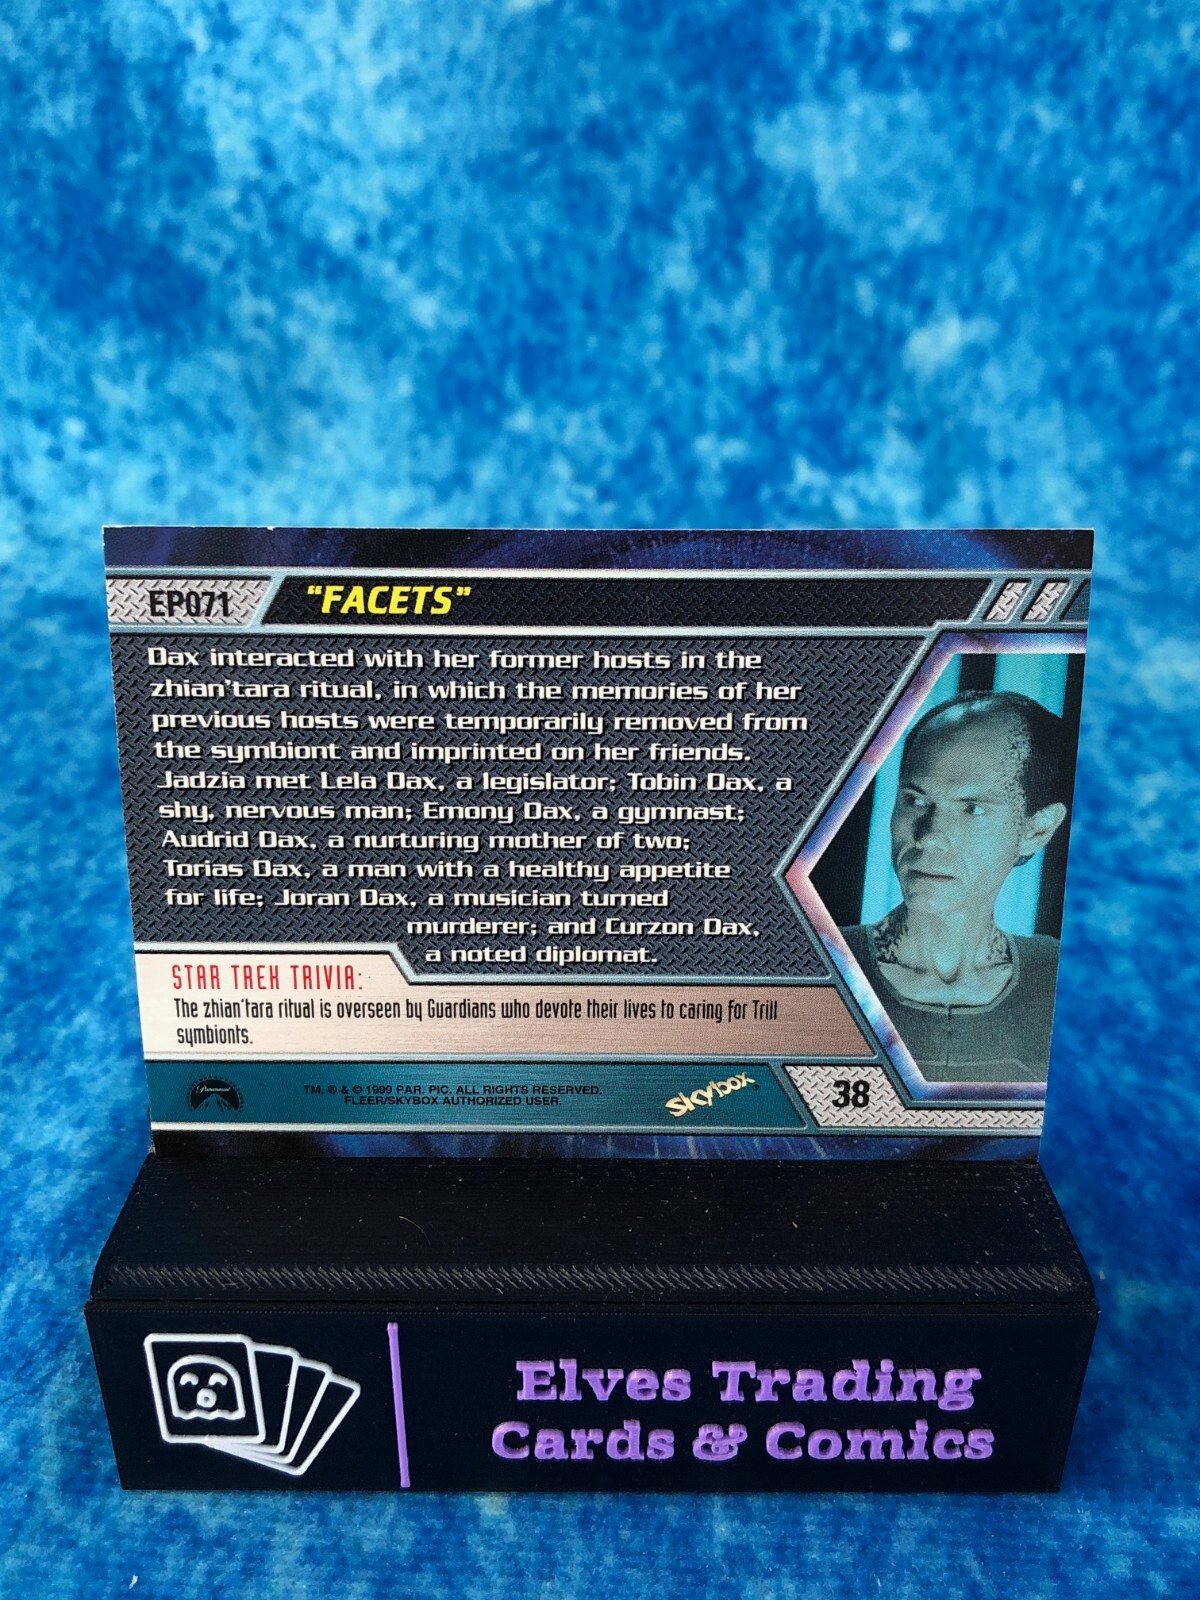 EP071 "FACETS"
Dax interacted with her former hosts in the
zhian'tara ritual, in which the memories of her
previous hosts were temporarily removed from
the symbiont and imprinted on her friends.
Jadzia met Lela Dax, a legislator; Tobin Dax, a
shy, nervous man; Emony Dax, a gymnast;
Audrid Dax, a nurturing mother of two;
Torias Dax, a man with a healthy appetite
for life; Joran Dax, a musician turned
murderer; and Curzon Dax,
a noted diplomat.
STAR TREK TRIVIA:
The zhian'tara ritual is overseen by Guardians who devote their lives to caring for Trill
symbionts.
Paramount
TM, ® & © 1999 PAR. PIC. ALL RIGHTS RESERVED.
FLEER/SKYBOX AUTHORIZED USER.
skybox
38
Elves Trading
Cards & Comics